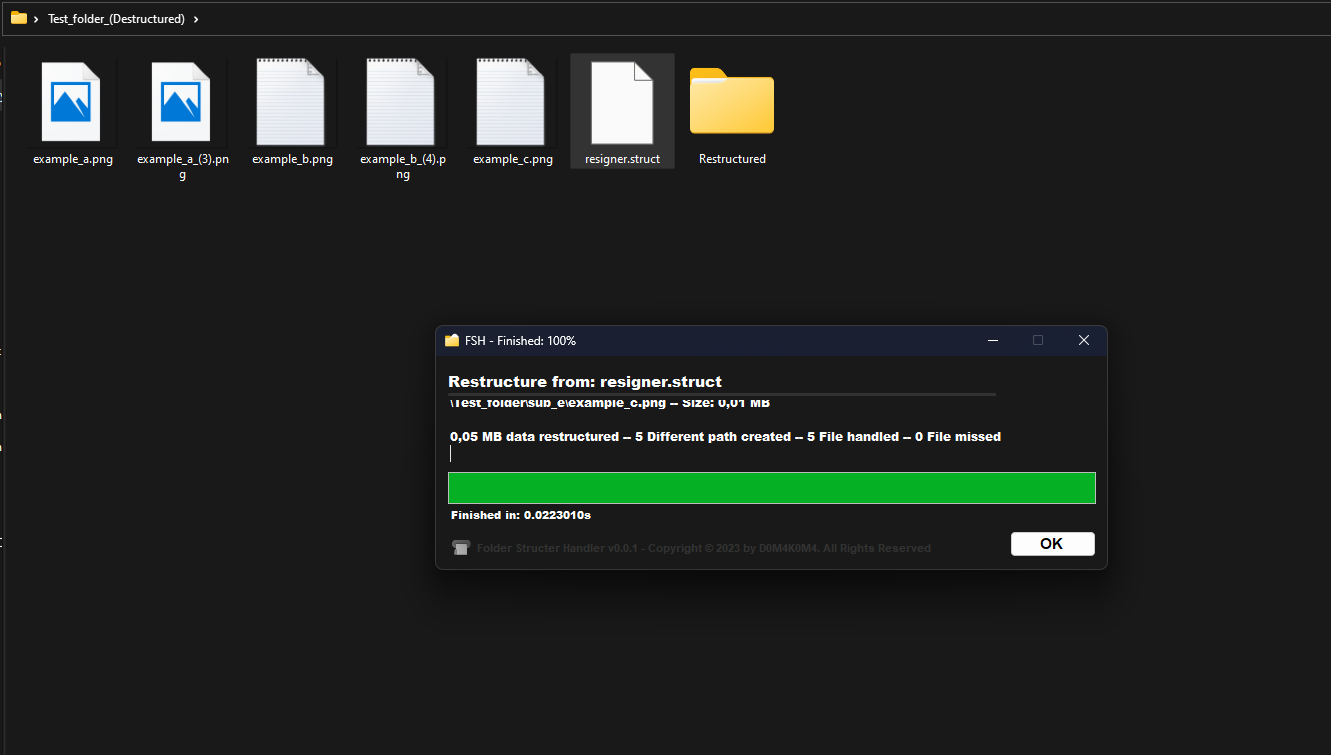 Test_folder_(Destructured)
example_a.png
example_a_(3).pn
g
example_b.png
example_b_(4).p
ng
example_c.png
resigner.struct
Restructured
FSH - Finished: 100%
Restructure from: resigner.struct
\Test_folder\sub_e\example_c.png -- Size: 0,01 MB
0,05 MB data restructured -- 5 Different path created -- 5 File handled -- 0 File missed
Finished in: 0.0223010s
Folder Structer Handler v0.0.1 - Copyright © 2023 by D0M4K0M4. All Rights Reserved
OK